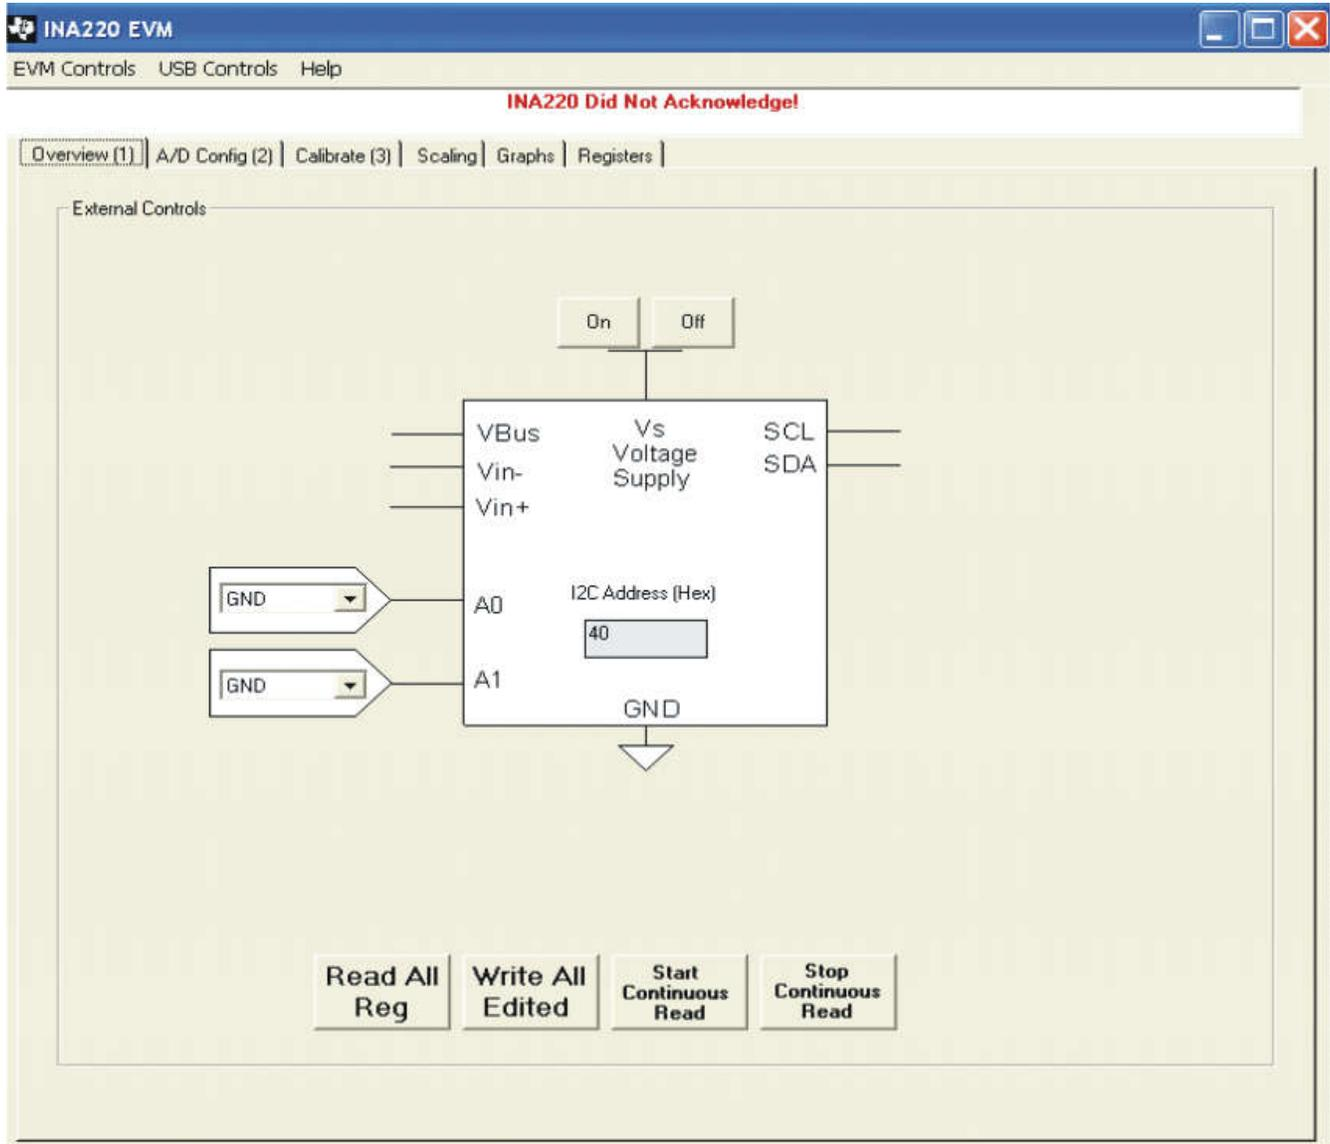 INA220 EVM
EVM Controls USB Controls Help
INA220 Did Not Acknowledge!
Overview (1) A/D Config (2) Calibrate (3) Scaling Graphs Registers
External Controls
On Off
VBus
Vin-
Vin+
Vs
Voltage
Supply
SCL
SDA
GND
A0
I2C Address (Hex)
40
GND
A1
GND
Read All
Reg
Write All
Edited
Start
Continuous
Read
Stop
Continuous
Read